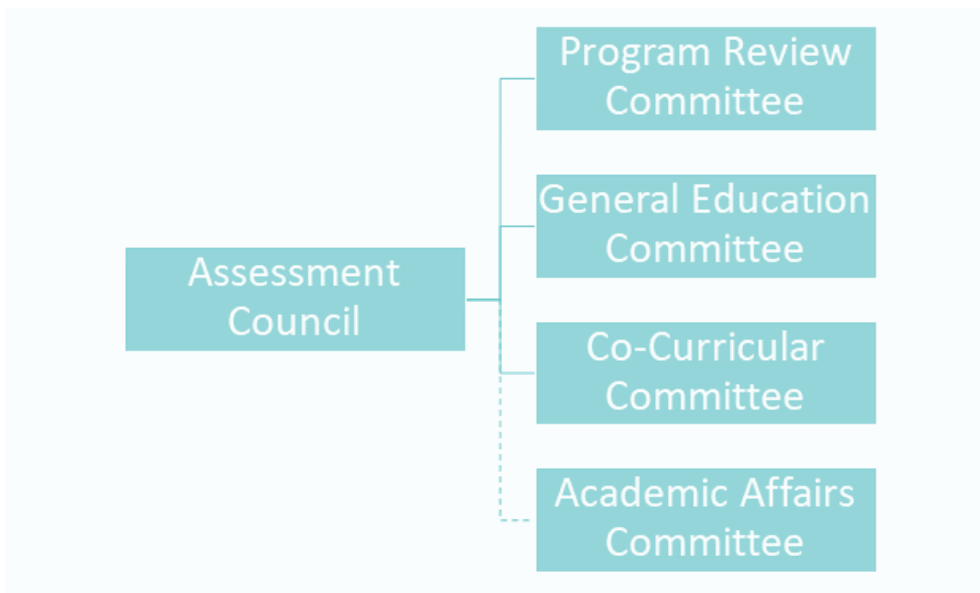 Program Review
Committee
General Education
Committee
Assessment
Council
Co-Curricular
Committee
Academic Affairs
Committee